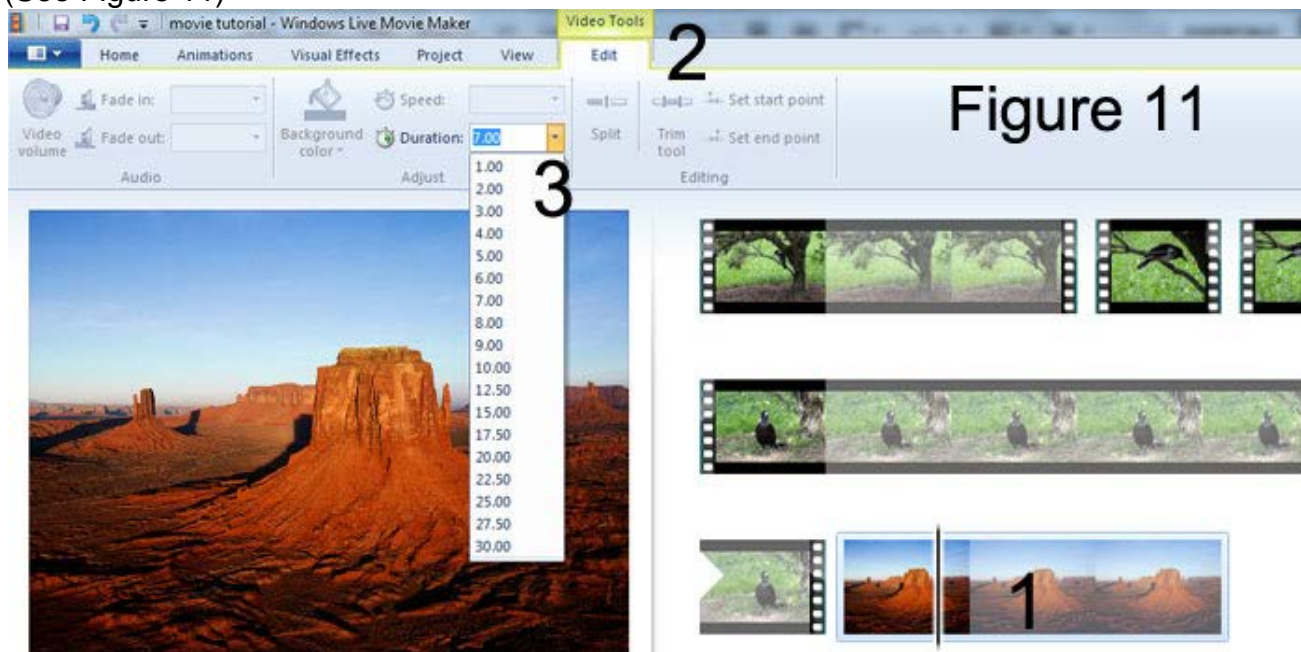 (See Figure 11)
movie tutorial - Windows Live Movie Maker
Video Tools
Home Animations Visual Effects Project View Edit
2
Figure 11
Fade in:
Speed:
Set start point
Video volume
Fade out:
Background color
Duration: 7.00
Split
Trim tool
Set end point
Audio
Adjust
Editing
3
1.00
2.00
3.00
4.00
5.00
6.00
7.00
8.00
9.00
10.00
12.50
15.00
17.50
20.00
22.50
25.00
27.50
30.00
1